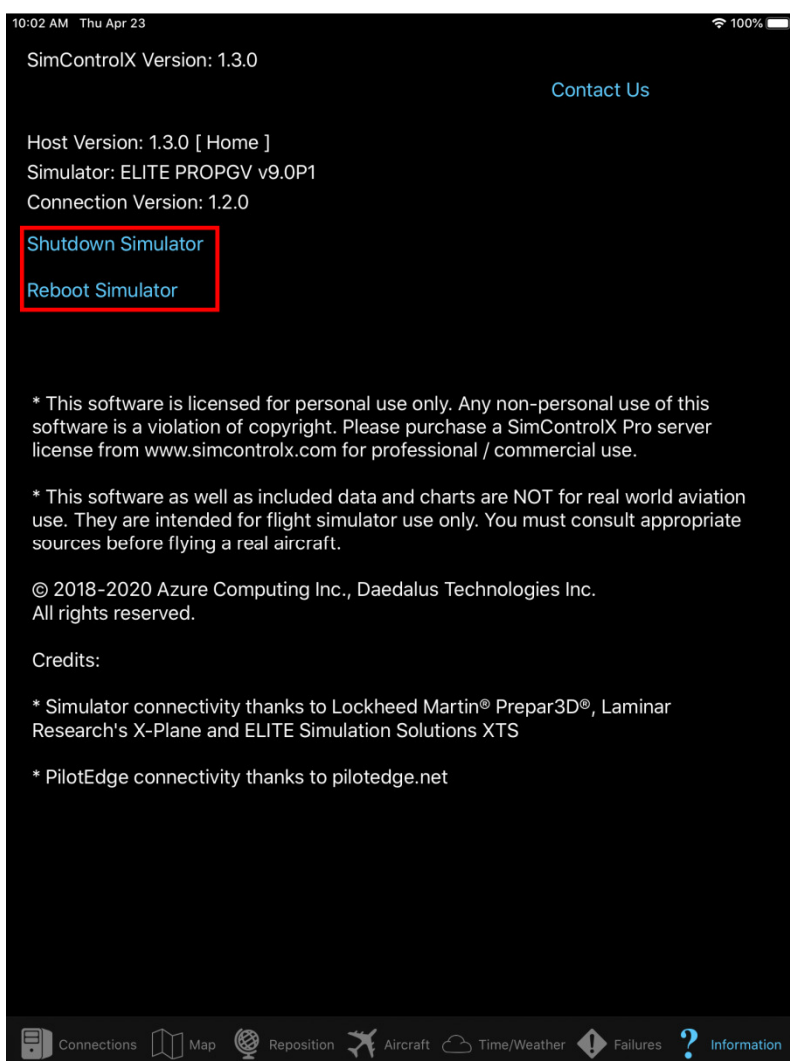 10:02 AM Thu Apr 23
100%
SimControlX Version: 1.3.0
Contact Us
Host Version: 1.3.0 [ Home ]
Simulator: ELITE PROPGV v9.0P1
Connection Version: 1.2.0
Shutdown Simulator
Reboot Simulator
* This software is licensed for personal use only. Any non-personal use of this
software is a violation of copyright. Please purchase a SimControlX Pro server
license from www.simcontrolx.com for professional / commercial use.
* This software as well as included data and charts are NOT for real world aviation
use. They are intended for flight simulator use only. You must consult appropriate
sources before flying a real aircraft.
© 2018-2020 Azure Computing Inc., Daedalus Technologies Inc.
All rights reserved.
Credits:
* Simulator connectivity thanks to Lockheed Martin® Prepar3D®, Laminar
Research's X-Plane and ELITE Simulation Solutions XTS
* PilotEdge connectivity thanks to pilotedge.net
Connections Map Reposition Aircraft Time/Weather Failures Information